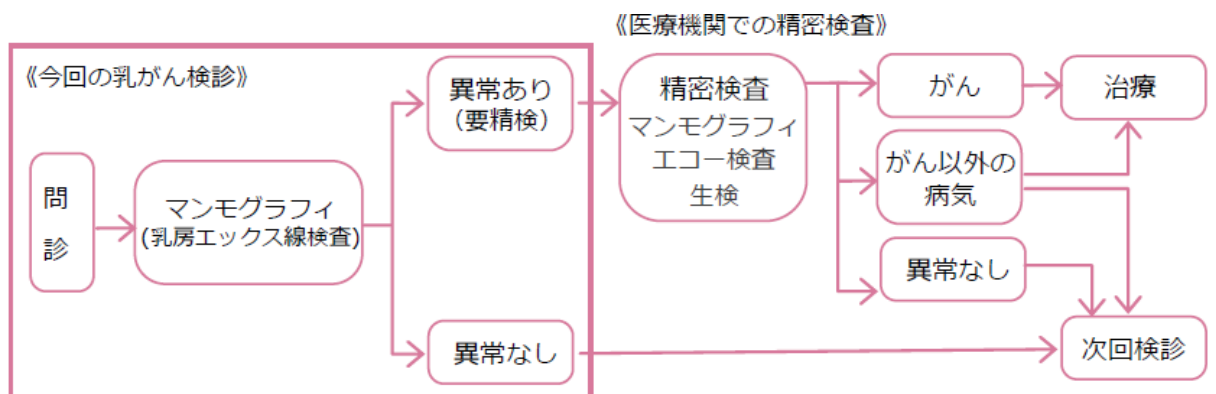 《医療機関での精密検査》
《今回の乳がん検診》
問
診
マンモグラフィ
(乳房エックス線検査)
異常あり
（要精検）
異常なし
精密検査
マンモグラフィ
エコー検査
生検
がん
がん以外の
病気
異常なし
治療
次回検診